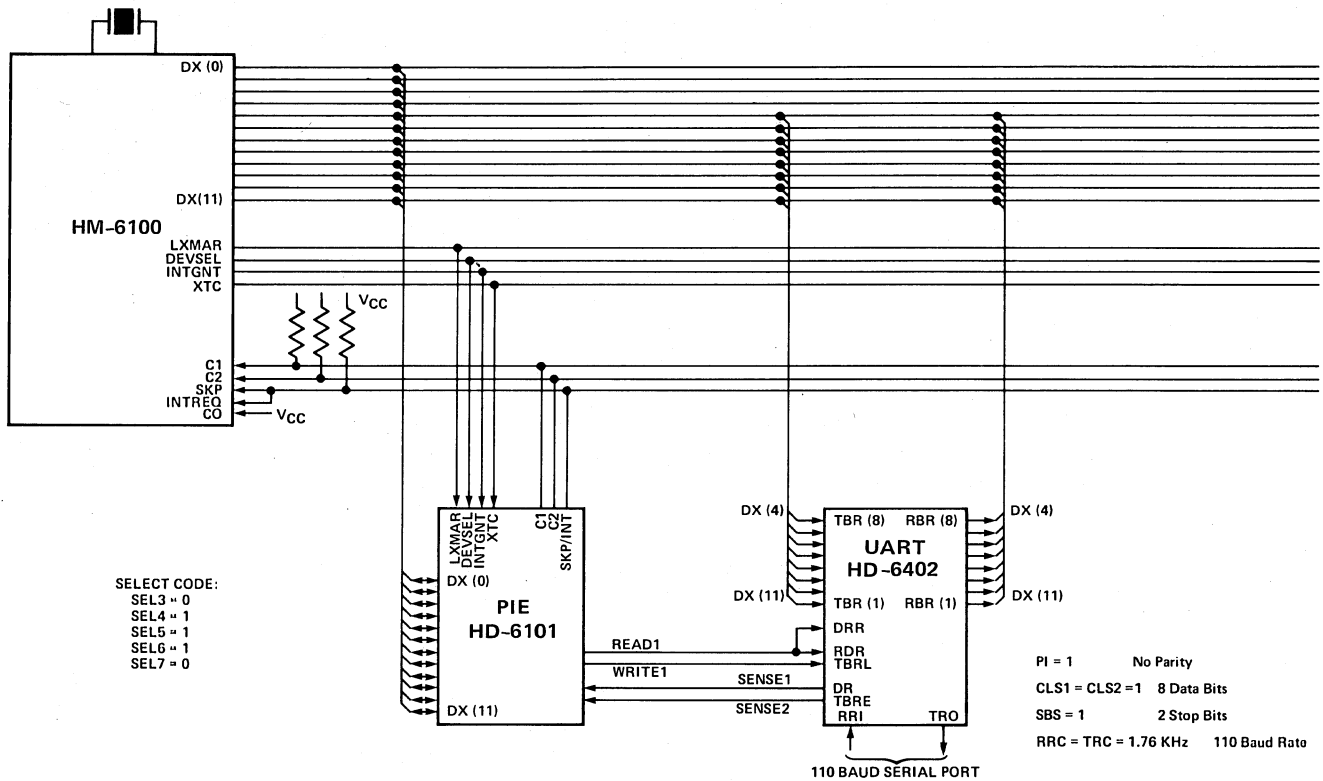 DX (0)
DX(11)
HM-6100
LXMAR
DEVSEL
INTGNT
XTC
VCC
C1
C2
SKP
INTREQ
CO
VCC
LXMAR
DEVSEL
INTGNT
XTC
C1
C2
SKP/INT
DX (0)
PIE
HD-6101
DX (11)
SELECT CODE:
SEL3 = 0
SEL4 = 1
SEL5 = 1
SEL6 = 1
SEL7 = 0
READ1
WRITE1
SENSE1
SENSE2
DX (4)
DX (11)
TBR (8) RBR (8)
UART
HD-6402
TBR (1) RBR (1)
DRR
RDR
TBRL
DR
TBRE
RRI TRO
DX (4)
DX (11)
110 BAUD SERIAL PORT
PI = 1 No Parity
CLS1 = CLS2 =1 8 Data Bits
SBS = 1 2 Stop Bits
RRC = TRC = 1.76 KHz 110 Baud Rate